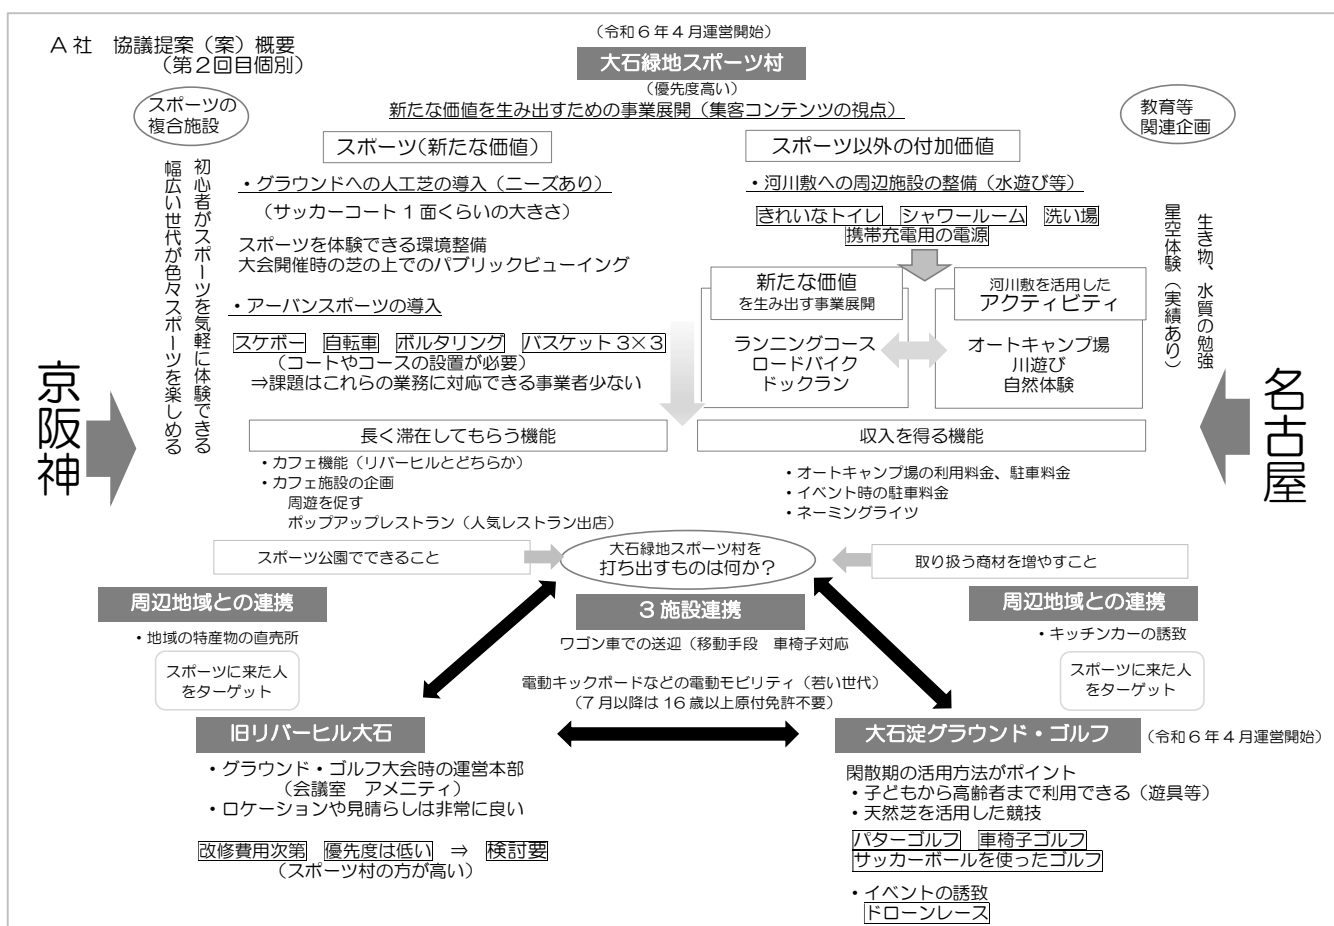 A社　協議提案（案）概要
（第２回目個別）
（令和６年４月運営開始）
大石緑地スポーツ村
（優先度高い）
新たな価値を生み出すための事業展開（集客コンテンツの視点）
スポーツの
複合施設
教育等
関連企画
初心者がスポーツを気軽に体験できる
幅広い世代が色々スポーツを楽しめる
スポーツ（新たな価値）
・グラウンドへの人工芝の導入（ニーズあり）
（サッカーコート１面くらいの大きさ）
スポーツを体験できる環境整備
大会開催時の芝の上でのパブリックビューイング
・アーバンスポーツの導入
スケボー　自転車　ボルタリング　バスケット３×３
（コートやコースの設置が必要）
⇒課題はこれらの業務に対応できる事業者少ない
スポーツ以外の付加価値
・河川敷への周辺施設の整備（水遊び等）
きれいなトイレ　シャワールーム　洗い場
携帯充電用の電源
新たな価値
を生み出す事業展開
ランニングコース
ロードバイク
ドックラン
河川敷を活用した
アクティビティ
オートキャンプ場
川遊び
自然体験
生き物、水質の勉強
星空体験（実績あり）
京阪神
名古屋
長く滞在してもらう機能
・カフェ機能（リバーヒルとどちらか）
・カフェ施設の企画
周遊を促す
ポップアップレストラン（人気レストラン出店）
収入を得る機能
・オートキャンプ場の利用料金、駐車料金
・イベント時の駐車料金
・ネーミングライツ
スポーツ公園でできること
大石緑地スポーツ村を
打ち出すものは何か？
取り扱う商材を増やすこと
周辺地域との連携
・地域の特産物の直売所
スポーツに来た人
をターゲット
３施設連携
ワゴン車での送迎（移動手段　車椅子対応
電動キックボードなどの電動モビリティ（若い世代）
（７月以降は16歳以上原付免許不要）
周辺地域との連携
・キッチンカーの誘致
スポーツに来た人
をターゲット
旧リバーヒル大石
・グラウンド・ゴルフ大会時の運営本部
（会議室　アメニティ）
・ロケーションや見晴らしは非常に良い
改修費用次第　優先度は低い　⇒　検討要
（スポーツ村の方が高い）
大石淀グラウンド・ゴルフ　（令和６年４月運営開始）
閑散期の活用方法がポイント
・子どもから高齢者まで利用できる（遊具等）
・天然芝を活用した競技
パターゴルフ　車椅子ゴルフ
サッカーボールを使ったゴルフ
・イベントの誘致
ドローンレース